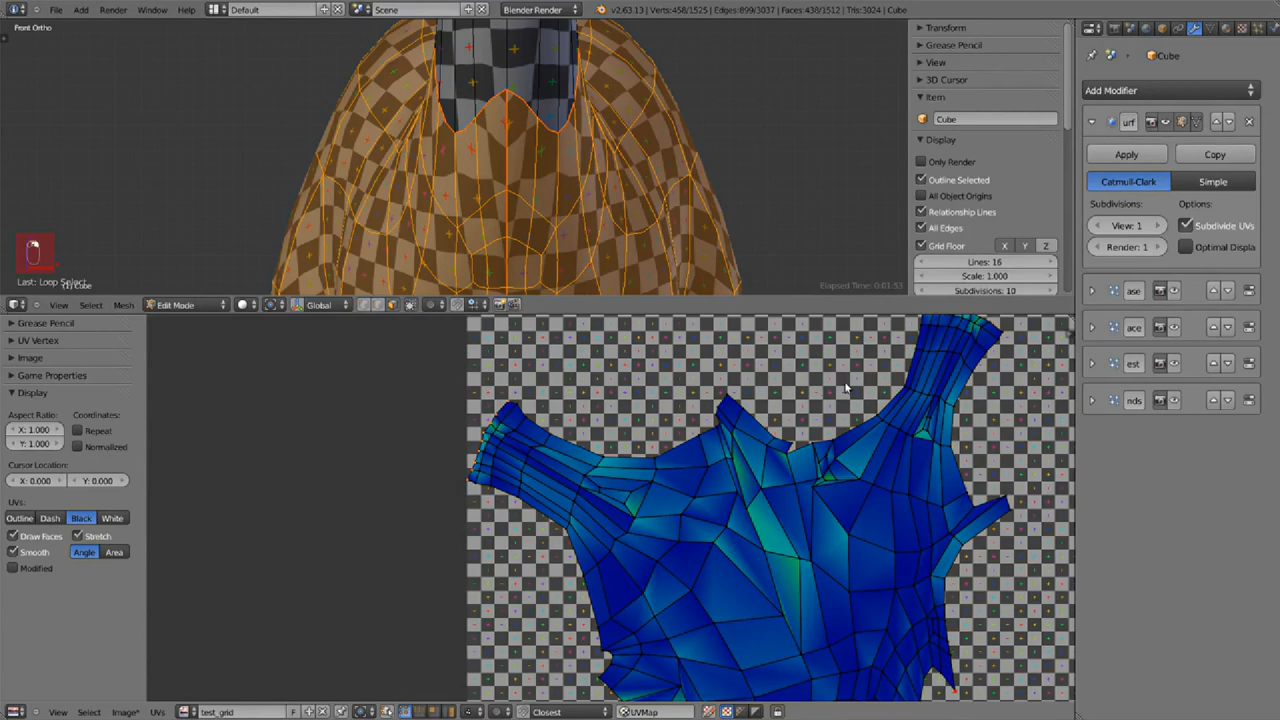 File Add Render Window Help Default Scene Blender Render v2.63.13 | Verts:458/1525 | Edges:899/3037 | Faces:438/1512 | Tris:3024 | Cube
Front Ortho
Last: Loop Select
Elapsed Time: 0:01:53
Transform
Grease Pencil
View
3D Cursor
Item
Cube
Display
Only Render
Outline Selected
All Object Origins
Relationship Lines
All Edges
Grid Floor X Y Z
Lines: 16
Scale: 1.000
Subdivisions: 10
Cube
Add Modifier
urf
Apply Copy
Catmull-Clark Simple
Subdivisions: Options:
View: 1 Subdivide UVs
Render: 1 Optimal Displa
ase
ace
est
nds
View Select Mesh Edit Mode Global
Grease Pencil
UV Vertex
Image
Game Properties
Display
Aspect Ratio: Coordinates:
X: 1.000 Repeat
Y: 1.000 Normalized
Cursor Location:
X: 0.000 Y: 0.000
UVs:
Outline Dash Black White
Draw Faces Stretch
Smooth Angle Area
Modified
View Select Image* UVs test_grid F Closest UVMap